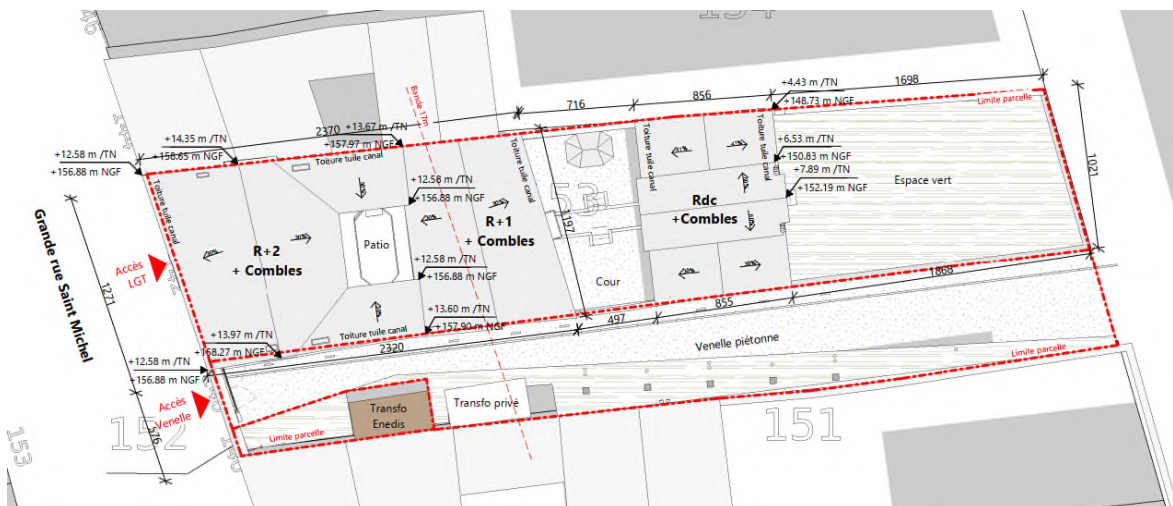 154
46
+4.43 m /TN
+148.73 m NGF
1698
Limite parcelle
856
716
2370
+13.67 m /TN
+157.97 m NGF
Bande 17m
+14.35 m /TN
+158.65 m NGF
Toiture tuile canal
+12.58 m /TN
+156.88 m NGF
144
Toiture tuile canal
Toiture tuile canal
Toiture tuile canal
Toiture tuile canal
+6.53 m /TN
+150.83 m NGF
+7.89 m /TN
+152.19 m NGF
Espace vert
1021
+12.58 m /TN
+156.88 m NGF
Rdc
+Combles
R+1
+ Combles
R+2
+ Combles
Patio
1197
Grande rue Saint Michel
Accès
LGT
1271
+12.58 m /TN
+156.88 m NGF
Cour
+13.60 m /TN
+157.90 m NGF
Toiture tuile canal
1868
855
497
2320
+13.97 m /TN
+158.27 m NGF
Venelle piétonne
Limite parcelle
+12.58 m /TN
+156.88 m NGF
Accès
Venelle
Transfo
Enedis
Transfo privé
Limite parcelle
152
151
153
576
140